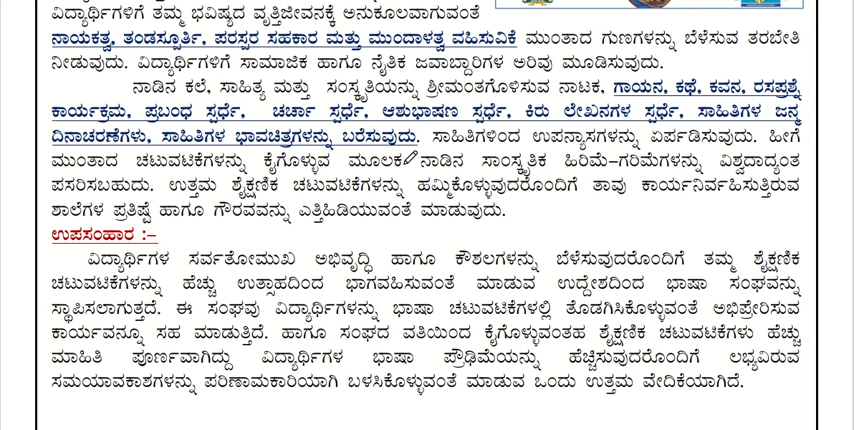 ವಿದ್ಯಾರ್ಥಿಗಳಿಗೆ ತಮ್ಮ ಭವಿಷ್ಯದ ವೃತ್ತಿಜೀವನಕ್ಕೆ ಅನುಕೂಲವಾಗುವಂತೆ
ನಾಯಕತ್ವ, ತಂಡಸ್ಪೂರ್ತಿ, ಪರಸ್ಪರ ಸಹಕಾರ ಮತ್ತು ಮುಂದಾಳತ್ವ ವಹಿಸುವಿಕೆ ಮುಂತಾದ ಗುಣಗಳನ್ನು ಬೆಳೆಸುವ ತರಬೇತಿ
ನೀಡುವುದು. ವಿದ್ಯಾರ್ಥಿಗಳಿಗೆ ಸಾಮಾಜಿಕ ಹಾಗೂ ನೈತಿಕ ಜವಾಬ್ದಾರಿಗಳ ಅರಿವು ಮೂಡಿಸುವುದು.
ನಾಡಿನ ಕಲೆ, ಸಾಹಿತ್ಯ ಮತ್ತು ಸಂಸ್ಕೃತಿಯನ್ನು ಶ್ರೀಮಂತಗೊಳಿಸುವ ನಾಟಕ, ಗಾಯನ, ಕಥೆ, ಕವನ, ರಸಪ್ರಶ್ನೆ
ಕಾರ್ಯಕ್ರಮ, ಪ್ರಬಂಧ ಸ್ಪರ್ಧೆ, ಚರ್ಚಾ ಸ್ಪರ್ಧೆ, ಆಶುಭಾಷಣ ಸ್ಪರ್ಧೆ, ಕಿರು ಲೇಖನಗಳ ಸ್ಪರ್ಧೆ, ಸಾಹಿತಿಗಳ ಜನ್ಮ
ದಿನಾಚರಣೆಗಳು, ಸಾಹಿತಿಗಳ ಭಾವಚಿತ್ರಗಳನ್ನು ಬರೆಸುವುದು. ಸಾಹಿತಿಗಳಿಂದ ಉಪನ್ಯಾಸಗಳನ್ನು ಏರ್ಪಡಿಸುವುದು. ಹೀಗೆ
ಮುಂತಾದ ಚಟುವಟಿಕೆಗಳನ್ನು ಕೈಗೊಳ್ಳುವ ಮೂಲಕ ನಾಡಿನ ಸಾಂಸ್ಕೃತಿಕ ಹಿರಿಮೆ-ಗರಿಮೆಗಳನ್ನು ವಿಶ್ವದಾದ್ಯಂತ
ಪಸರಿಸಬಹುದು. ಉತ್ತಮ ಶೈಕ್ಷಣಿಕ ಚಟುವಟಿಕೆಗಳನ್ನು ಹಮ್ಮಿಕೊಳ್ಳುವುದರೊಂದಿಗೆ ತಾವು ಕಾರ್ಯನಿರ್ವಹಿಸುತ್ತಿರುವ
ಶಾಲೆಗಳ ಪ್ರತಿಷ್ಠೆ ಹಾಗೂ ಗೌರವವನ್ನು ಎತ್ತಿಹಿಡಿಯುವಂತೆ ಮಾಡುವುದು.
ಉಪಸಂಹಾರ :–
ವಿದ್ಯಾರ್ಥಿಗಳ ಸರ್ವತೋಮುಖ ಅಭಿವೃದ್ಧಿ ಹಾಗೂ ಕೌಶಲಗಳನ್ನು ಬೆಳೆಸುವುದರೊಂದಿಗೆ ತಮ್ಮ ಶೈಕ್ಷಣಿಕ
ಚಟುವಟಿಕೆಗಳನ್ನು ಹೆಚ್ಚು ಉತ್ಸಾಹದಿಂದ ಭಾಗವಹಿಸುವಂತೆ ಮಾಡುವ ಉದ್ದೇಶದಿಂದ ಭಾಷಾ ಸಂಘವನ್ನು
ಸ್ಥಾಪಿಸಲಾಗುತ್ತದೆ. ಈ ಸಂಘವು ವಿದ್ಯಾರ್ಥಿಗಳನ್ನು ಭಾಷಾ ಚಟುವಟಿಕೆಗಳಲ್ಲಿ ತೊಡಗಿಸಿಕೊಳ್ಳುವಂತೆ ಅಭಿಪ್ರೇರಿಸುವ
ಕಾರ್ಯವನ್ನೂ ಸಹ ಮಾಡುತ್ತಿದೆ. ಹಾಗೂ ಸಂಘದ ವತಿಯಿಂದ ಕೈಗೊಳ್ಳುವಂತಹ ಶೈಕ್ಷಣಿಕ ಚಟುವಟಿಕೆಗಳು ಹೆಚ್ಚು
ಮಾಹಿತಿ ಪೂರ್ಣವಾಗಿದ್ದು ವಿದ್ಯಾರ್ಥಿಗಳ ಭಾಷಾ ಪ್ರೌಢಿಮೆಯನ್ನು ಹೆಚ್ಚಿಸುವುದರೊಂದಿಗೆ ಲಭ್ಯವಿರುವ
ಸಮಯಾವಕಾಶಗಳನ್ನು ಪರಿಣಾಮಕಾರಿಯಾಗಿ ಬಳಸಿಕೊಳ್ಳುವಂತೆ ಮಾಡುವ ಒಂದು ಉತ್ತಮ ವೇದಿಕೆಯಾಗಿದೆ.